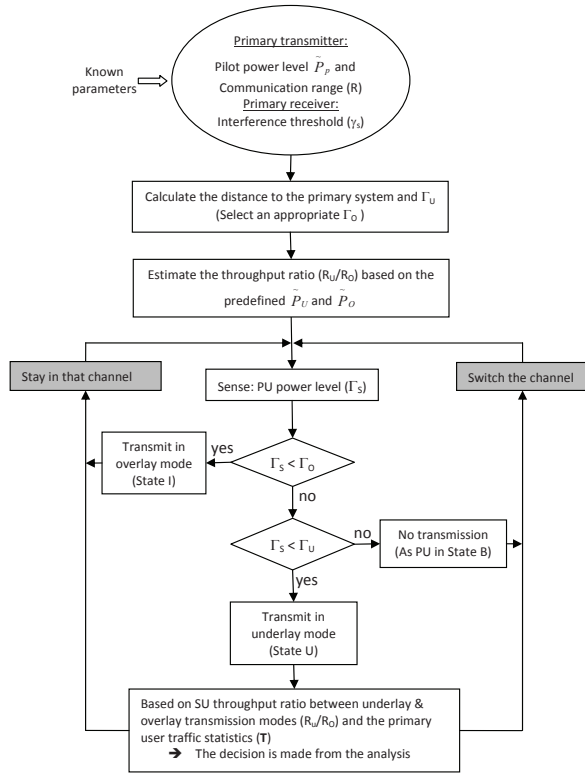 Primary transmitter:
Pilot power level P̃p and
Communication range (R)
Primary receiver:
Interference threshold (γs)
Known
parameters
Calculate the distance to the primary system and ΓU
(Select an appropriate ΓO )
Estimate the throughput ratio (RU/RO) based on the
predefined P̃U and P̃O
Stay in that channel
Switch the channel
Sense: PU power level (ΓS)
Transmit in
overlay mode
(State I)
yes
ΓS < ΓO
no
ΓS < ΓU
no
No transmission
(As PU in State B)
yes
Transmit in
underlay mode
(State U)
Based on SU throughput ratio between underlay &
overlay transmission modes (Ru/RO) and the primary
user traffic statistics (T)
➔ The decision is made from the analysis